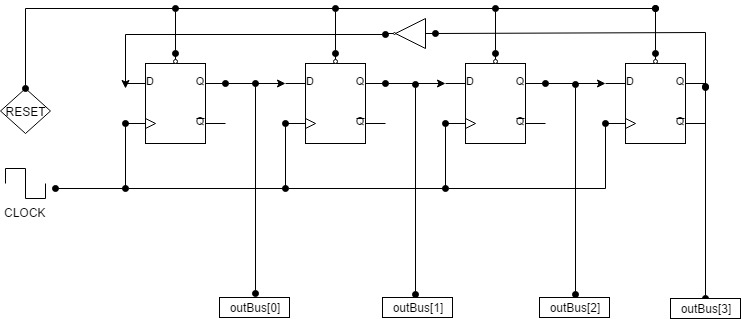 D Q D Q D Q D Q
RESET
Q Q Q Q
CLOCK
outBus[0] outBus[1] outBus[2] outBus[3]